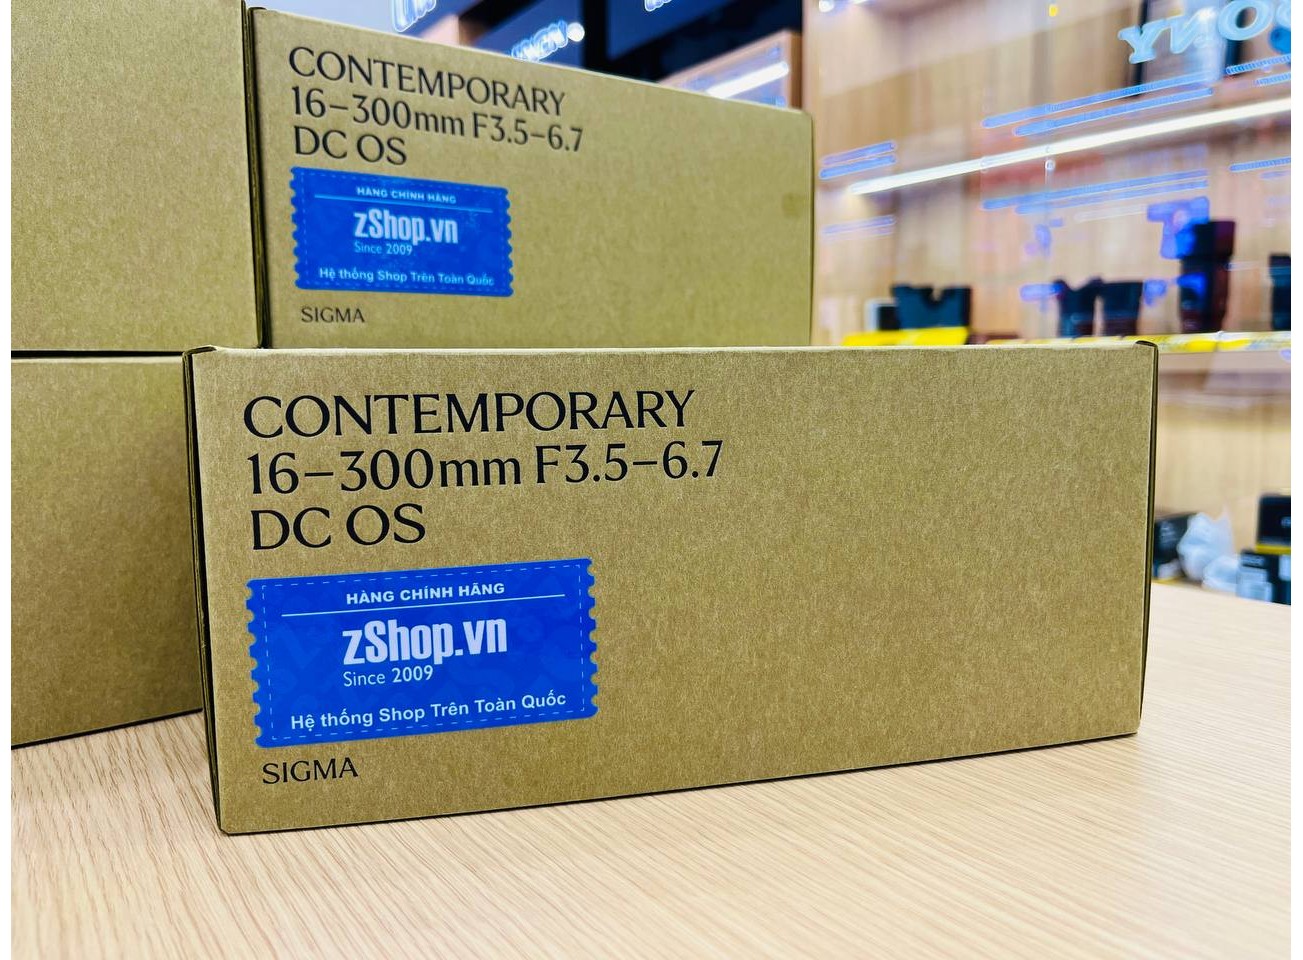 CONTEMPORARY
16–300mm F3.5–6.7
DC OS
HÀNG CHÍNH HÃNG
zShop.vn
Since 2009
Hệ thống Shop Trên Toàn Quốc
SIGMA
CONTEMPORARY
16–300mm F3.5–6.7
DC OS
HÀNG CHÍNH HÃNG
zShop.vn
Since 2009
Hệ thống Shop Trên Toàn Quốc
SIGMA
SONY